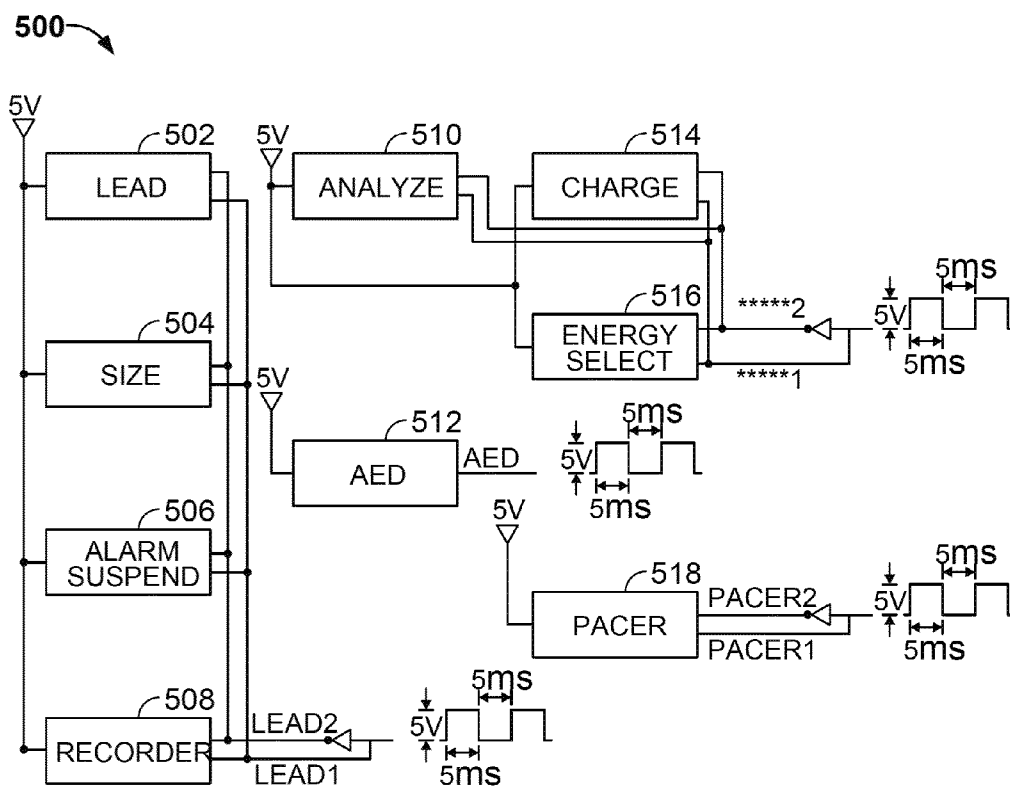 500
5V
502
LEAD
5V
510
ANALYZE
514
CHARGE
504
SIZE
516
ENERGY
SELECT
*****2
*****1
5V
5ms
5ms
5V
512
AED
AED
5V
5ms
5ms
506
ALARM
SUSPEND
5V
518
PACER
PACER2
PACER1
5V
5ms
5ms
508
RECORDER
LEAD2
LEAD1
5V
5ms
5ms